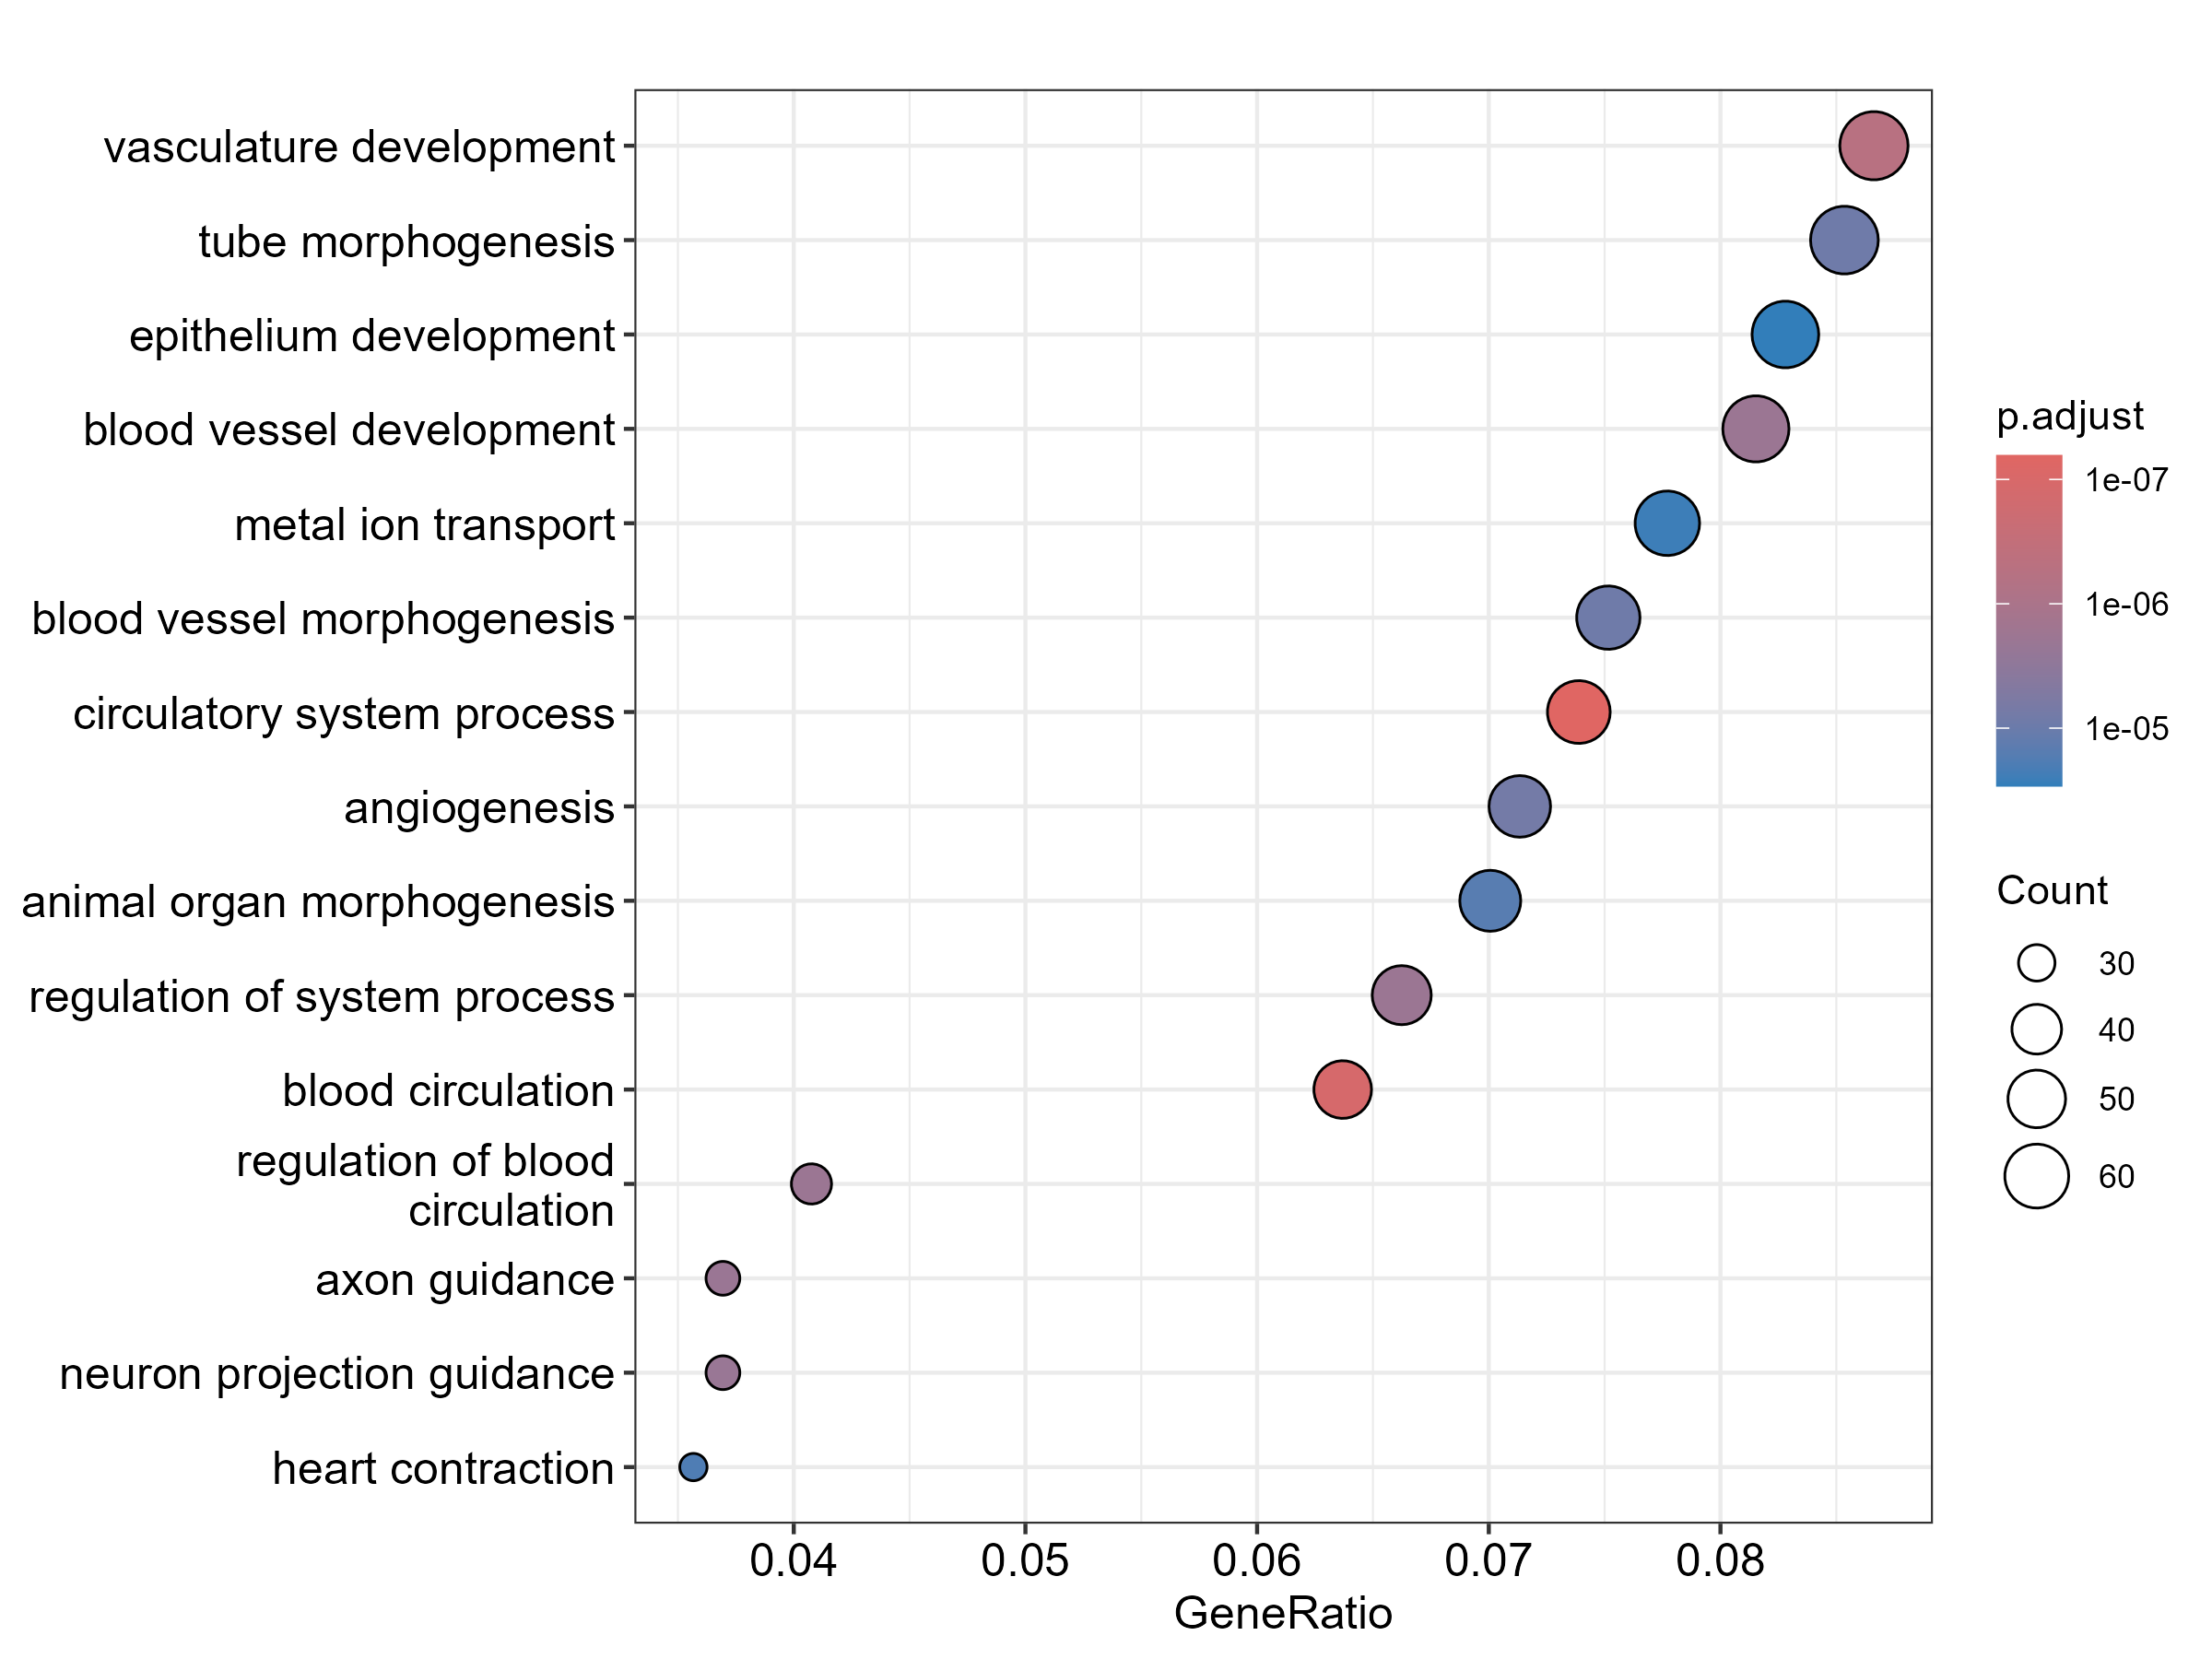 vasculature development
tube morphogenesis
epithelium development
blood vessel development
metal ion transport
blood vessel morphogenesis
circulatory system process
angiogenesis
animal organ morphogenesis
regulation of system process
blood circulation
regulation of blood
circulation
axon guidance
neuron projection guidance
heart contraction
0.04 0.05 0.06 0.07 0.08
GeneRatio
p.adjust
1e-07
1e-06
1e-05
Count
30
40
50
60